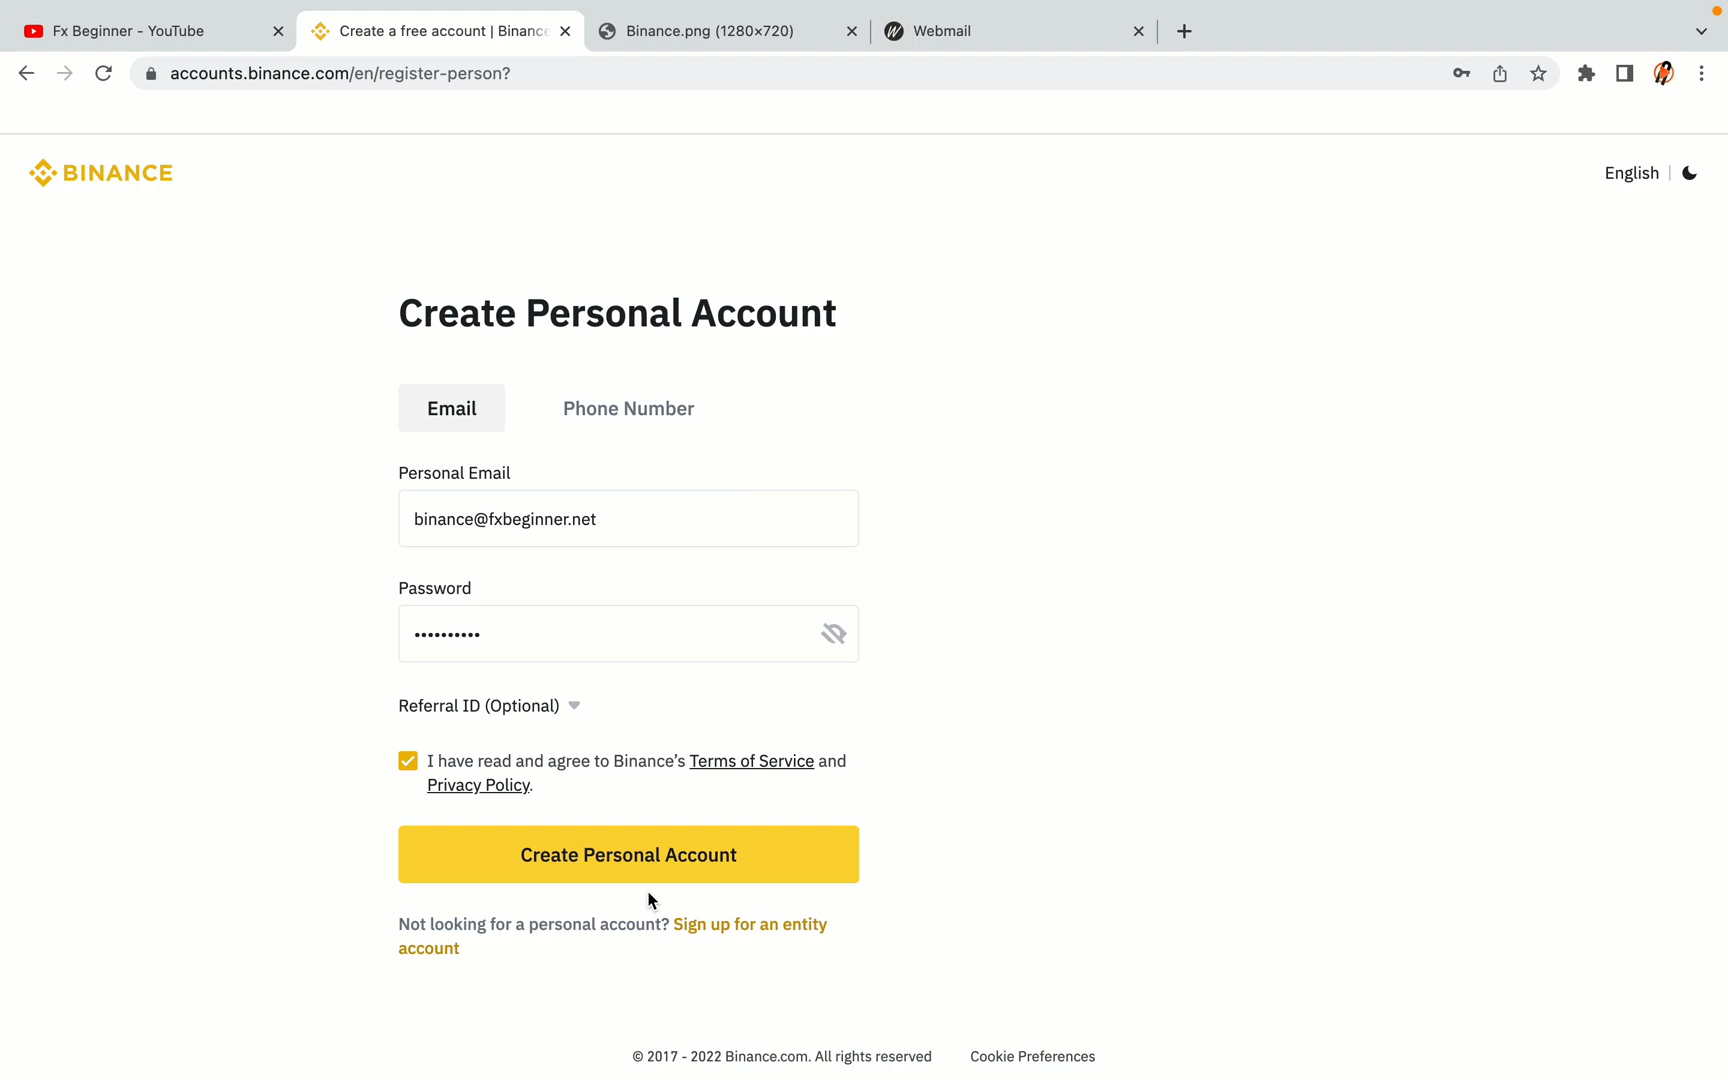 Fx Beginner - YouTube
Create a free account | Binance
Binance.png (1280×720)
Webmail
accounts.binance.com/en/register-person?
BINANCE
English
Create Personal Account
Email
Phone Number
Personal Email
binance@fxbeginner.net
Password
••••••••••
Referral ID (Optional)
I have read and agree to Binance’s Terms of Service and
Privacy Policy.
Create Personal Account
Not looking for a personal account? Sign up for an entity
account
© 2017 - 2022 Binance.com. All rights reserved
Cookie Preferences